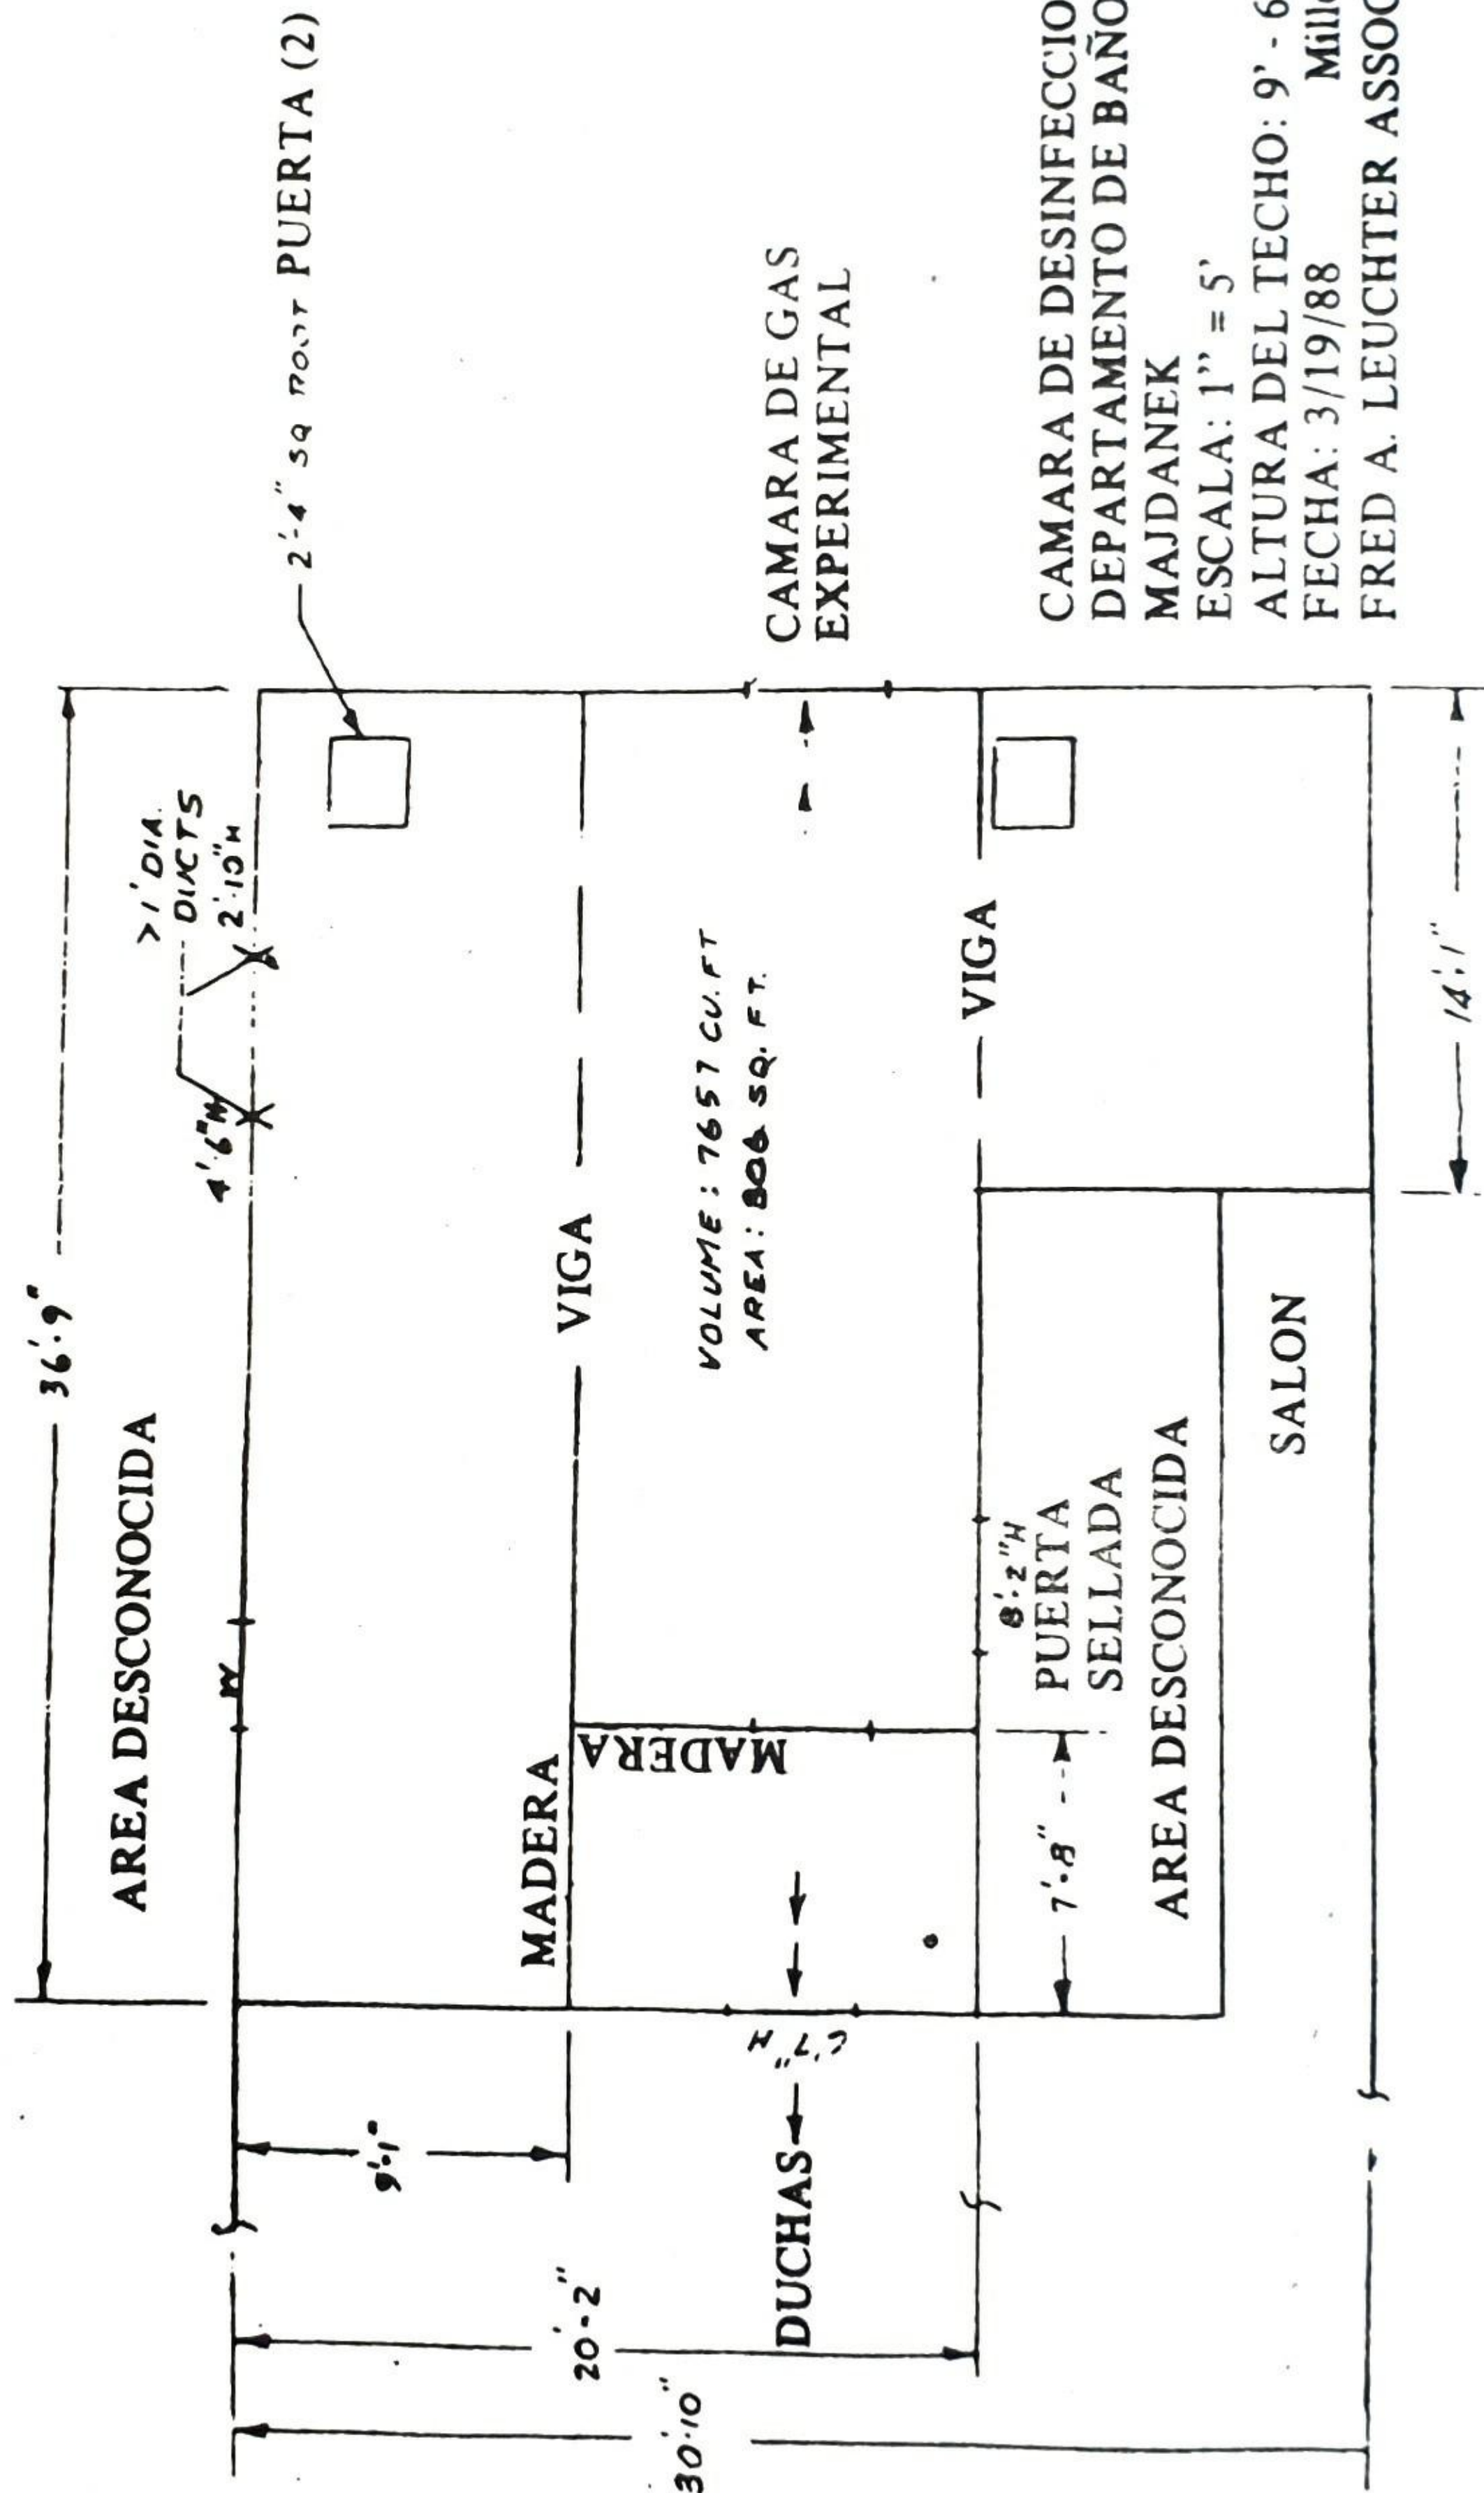 36'-9"
AREA DESCONOCIDA
>1' DIA.
DUCTS
4'-6"H
2'-10"H
2'-4" SQ
PUERTA (2)
W
9'-1"
MADERA
VIGA
20'-2"
30'-10"
VOLUME: 7657 CU.FT
AREA: 806 SQ. FT.
MADERA
CAMARA DE GAS
EXPERIMENTAL
DUCHAS
VIGA
8'-2"H
PUERTA
SELLADA
7'-8"
AREA DESCONOCIDA
SALON
14'-1"
CAMARA DE DESINFECCIO
DEPARTAMENTO DE BAÑO
MAJDANEK
ESCALA: 1" = 5'
ALTURA DEL TECHO: 9' - 6
FECHA: 3/19/88
FRED A. LEUCHTER ASSOC